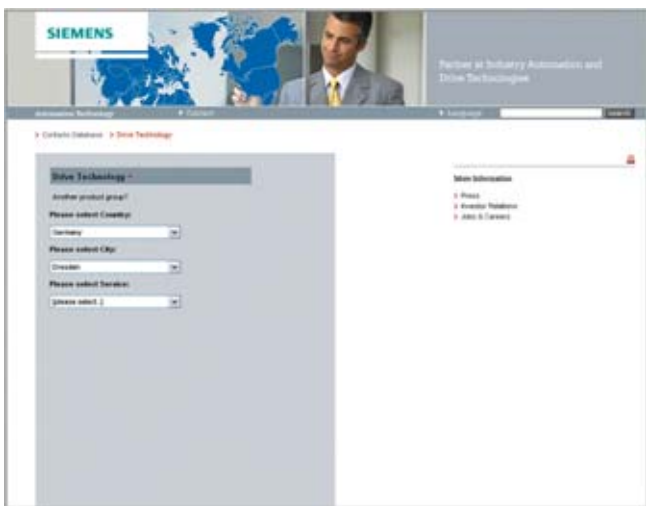 SIEMENS
Partner at Industry Automation and
Drive Technologies
Automation Technology
Contact
Language
Search
Contacts Database
Drive Technology
Drive Technology
Another product group?
Please select Country:
Germany
Please select City:
Dresden
Please select Service:
[please select..]
More Information
Press
Investor Relations
Jobs & Careers